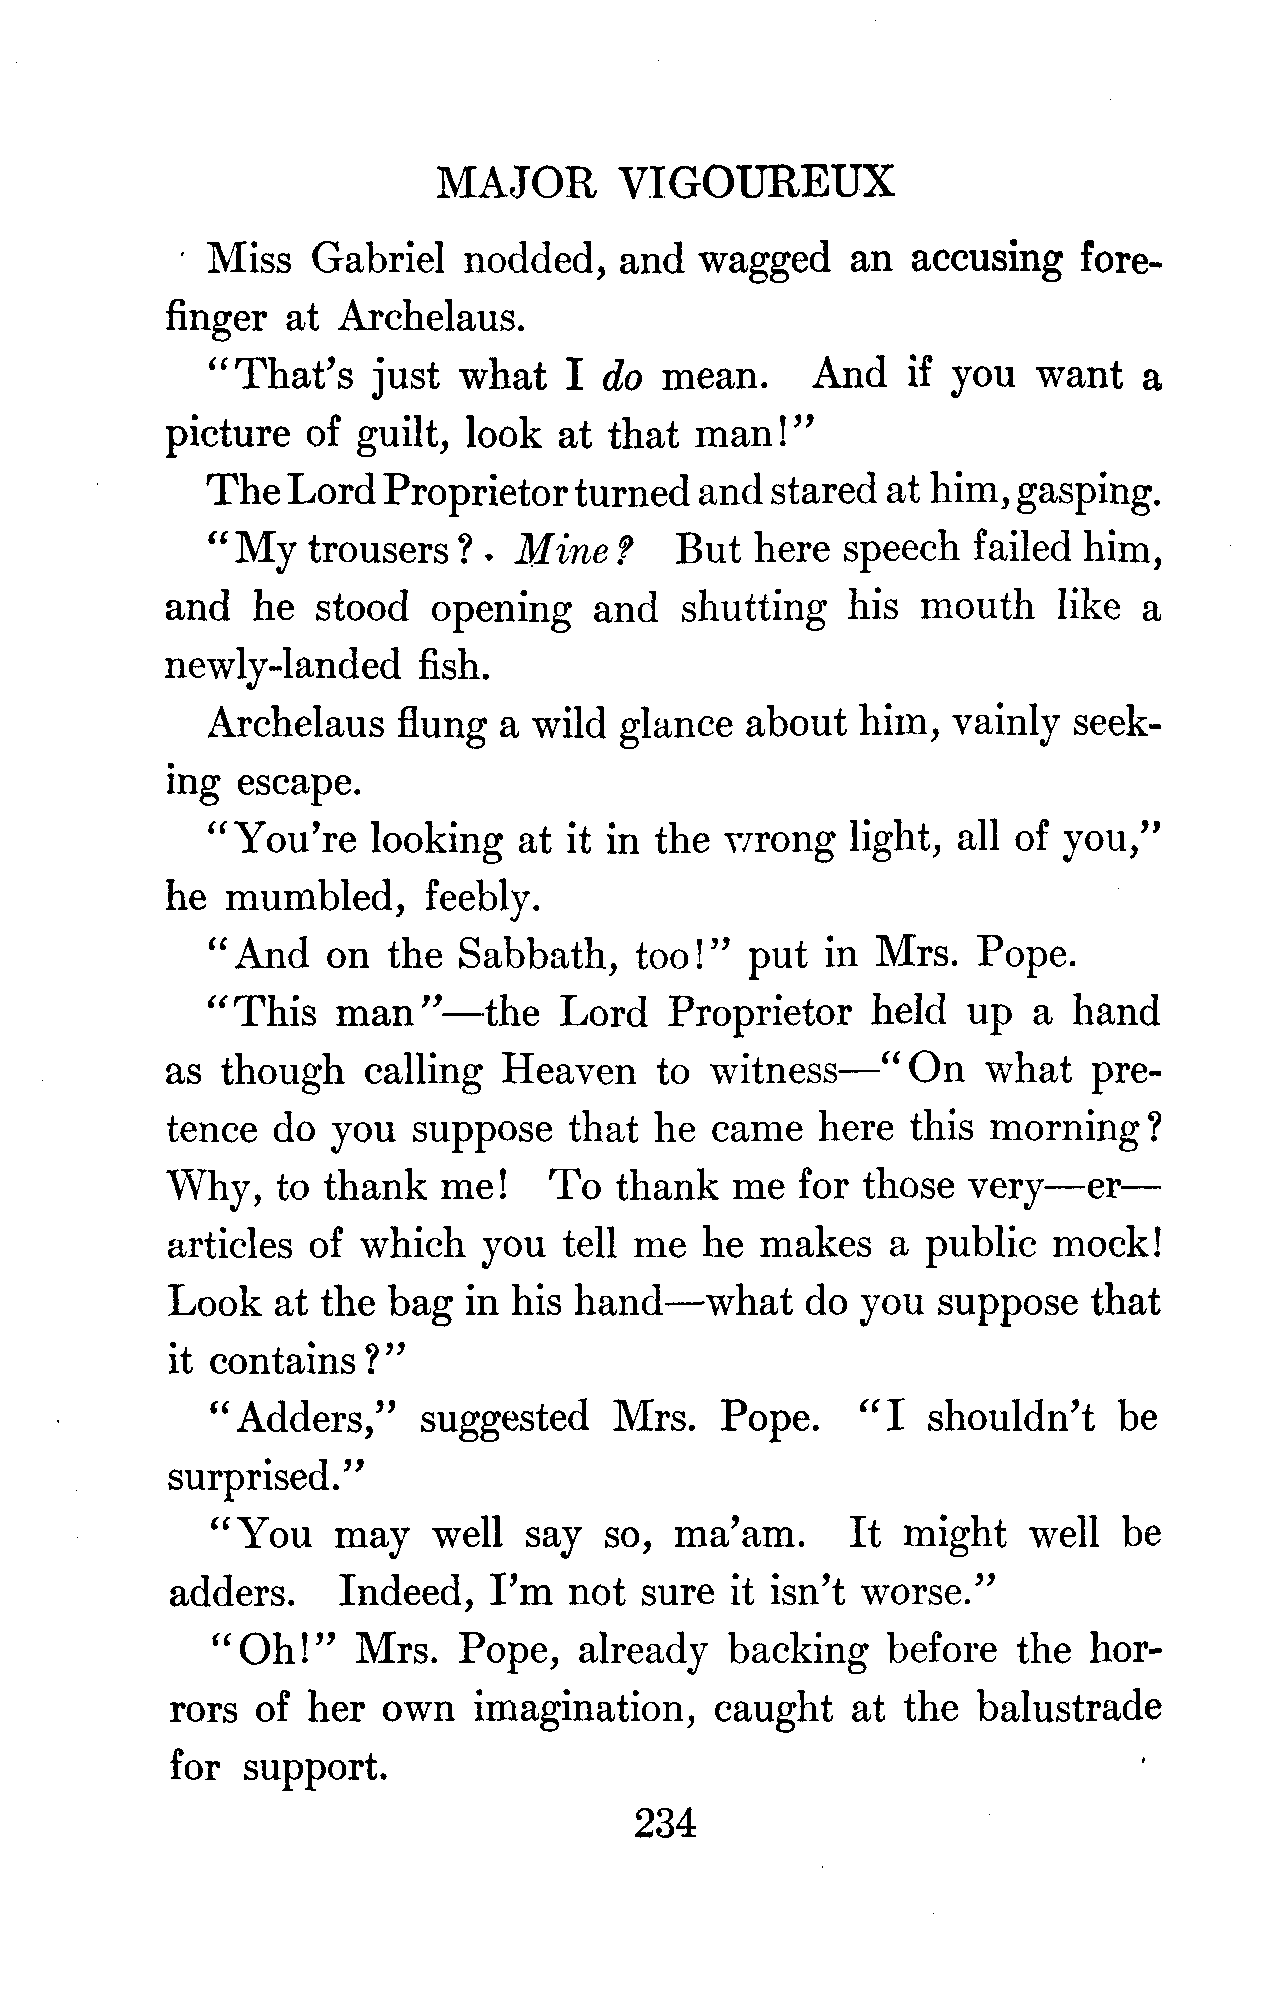 MAJOR VIGOUREUX
Miss Gabriel nodded, and wagged an accusing fore-
finger at Archelaus.
"That's just what I do mean. And if you want a
picture of guilt, look at that man!"
The Lord Proprietor turned and stared at him, gasping.
"My trousers?. Mine? But here speech failed him,
and he stood opening and shutting his mouth like a
newly-landed fish.
Archelaus flung a wild glance about him, vainly seek-
ing escape.
"You're looking at it in the wrong light, all of you,"
he mumbled, feebly.
"And on the Sabbath, too!" put in Mrs. Pope.
"This man"—the Lord Proprietor held up a hand
as though calling Heaven to witness—"On what pre-
tence do you suppose that he came here this morning?
Why, to thank me! To thank me for those very—er—
articles of which you tell me he makes a public mock!
Look at the bag in his hand—what do you suppose that
it contains?"
"Adders," suggested Mrs. Pope. "I shouldn't be
surprised."
"You may well say so, ma'am. It might well be
adders. Indeed, I'm not sure it isn't worse."
"Oh!" Mrs. Pope, already backing before the hor-
rors of her own imagination, caught at the balustrade
for support.
234